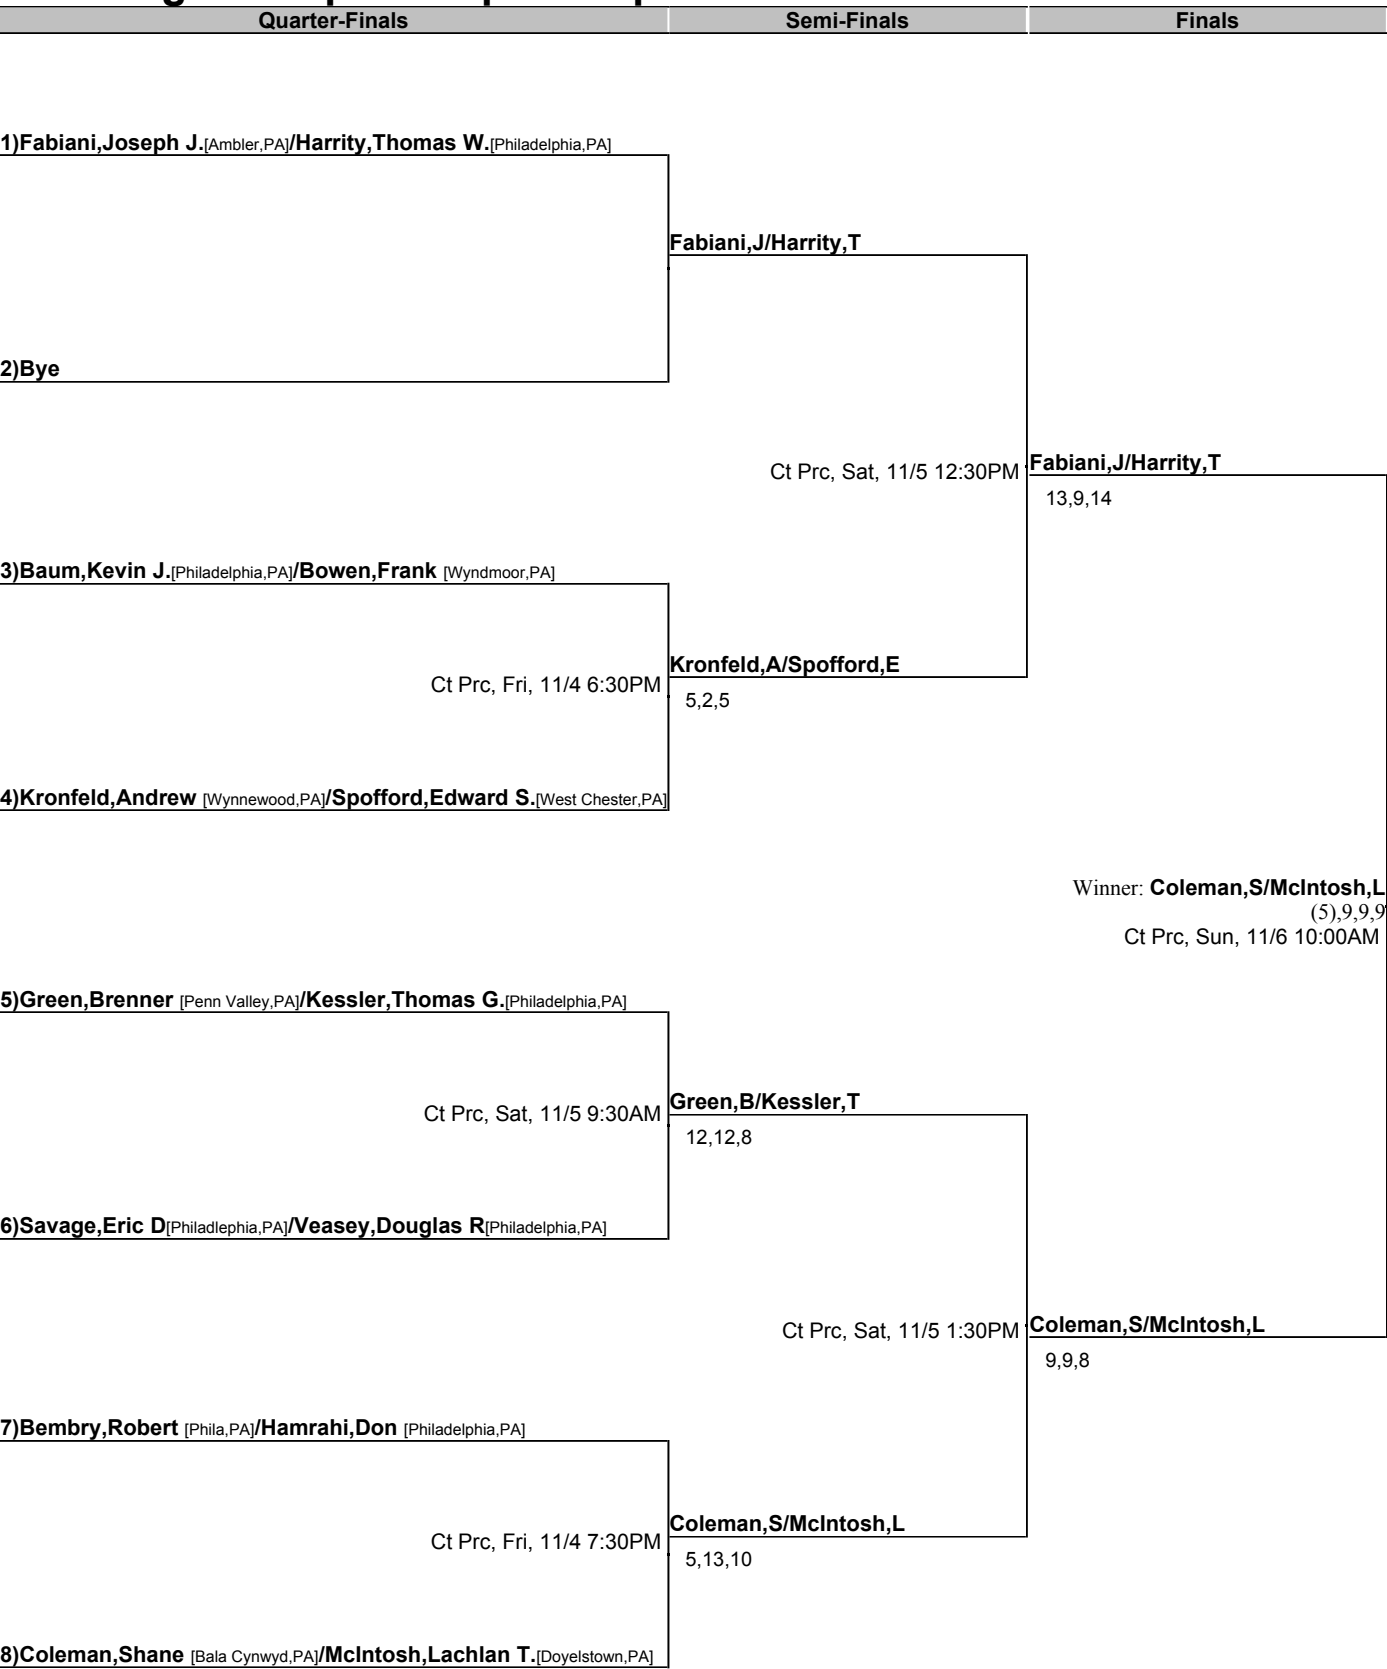 Quarter-Finals Semi-Finals Finals
1)Fabiani,Joseph J.[Ambler,PA]/Harrity,Thomas W.[Philadelphia,PA]
Fabiani,J/Harrity,T
2)Bye
Ct Prc, Sat, 11/5 12:30PM
Fabiani,J/Harrity,T
13,9,14
3)Baum,Kevin J.[Philadelphia,PA]/Bowen,Frank [Wyndmoor,PA]
Ct Prc, Fri, 11/4 6:30PM
Kronfeld,A/Spofford,E
5,2,5
4)Kronfeld,Andrew [Wynnewood,PA]/Spofford,Edward S.[West Chester,PA]
Winner: Coleman,S/McIntosh,L
(5),9,9,9
Ct Prc, Sun, 11/6 10:00AM
5)Green,Brenner [Penn Valley,PA]/Kessler,Thomas G.[Philadelphia,PA]
Ct Prc, Sat, 11/5 9:30AM
Green,B/Kessler,T
12,12,8
6)Savage,Eric D[Philadlephia,PA]/Veasey,Douglas R[Philadelphia,PA]
Ct Prc, Sat, 11/5 1:30PM
Coleman,S/McIntosh,L
9,9,8
7)Bembry,Robert [Phila,PA]/Hamrahi,Don [Philadelphia,PA]
Ct Prc, Fri, 11/4 7:30PM
Coleman,S/McIntosh,L
5,13,10
8)Coleman,Shane [Bala Cynwyd,PA]/McIntosh,Lachlan T.[Doyelstown,PA]